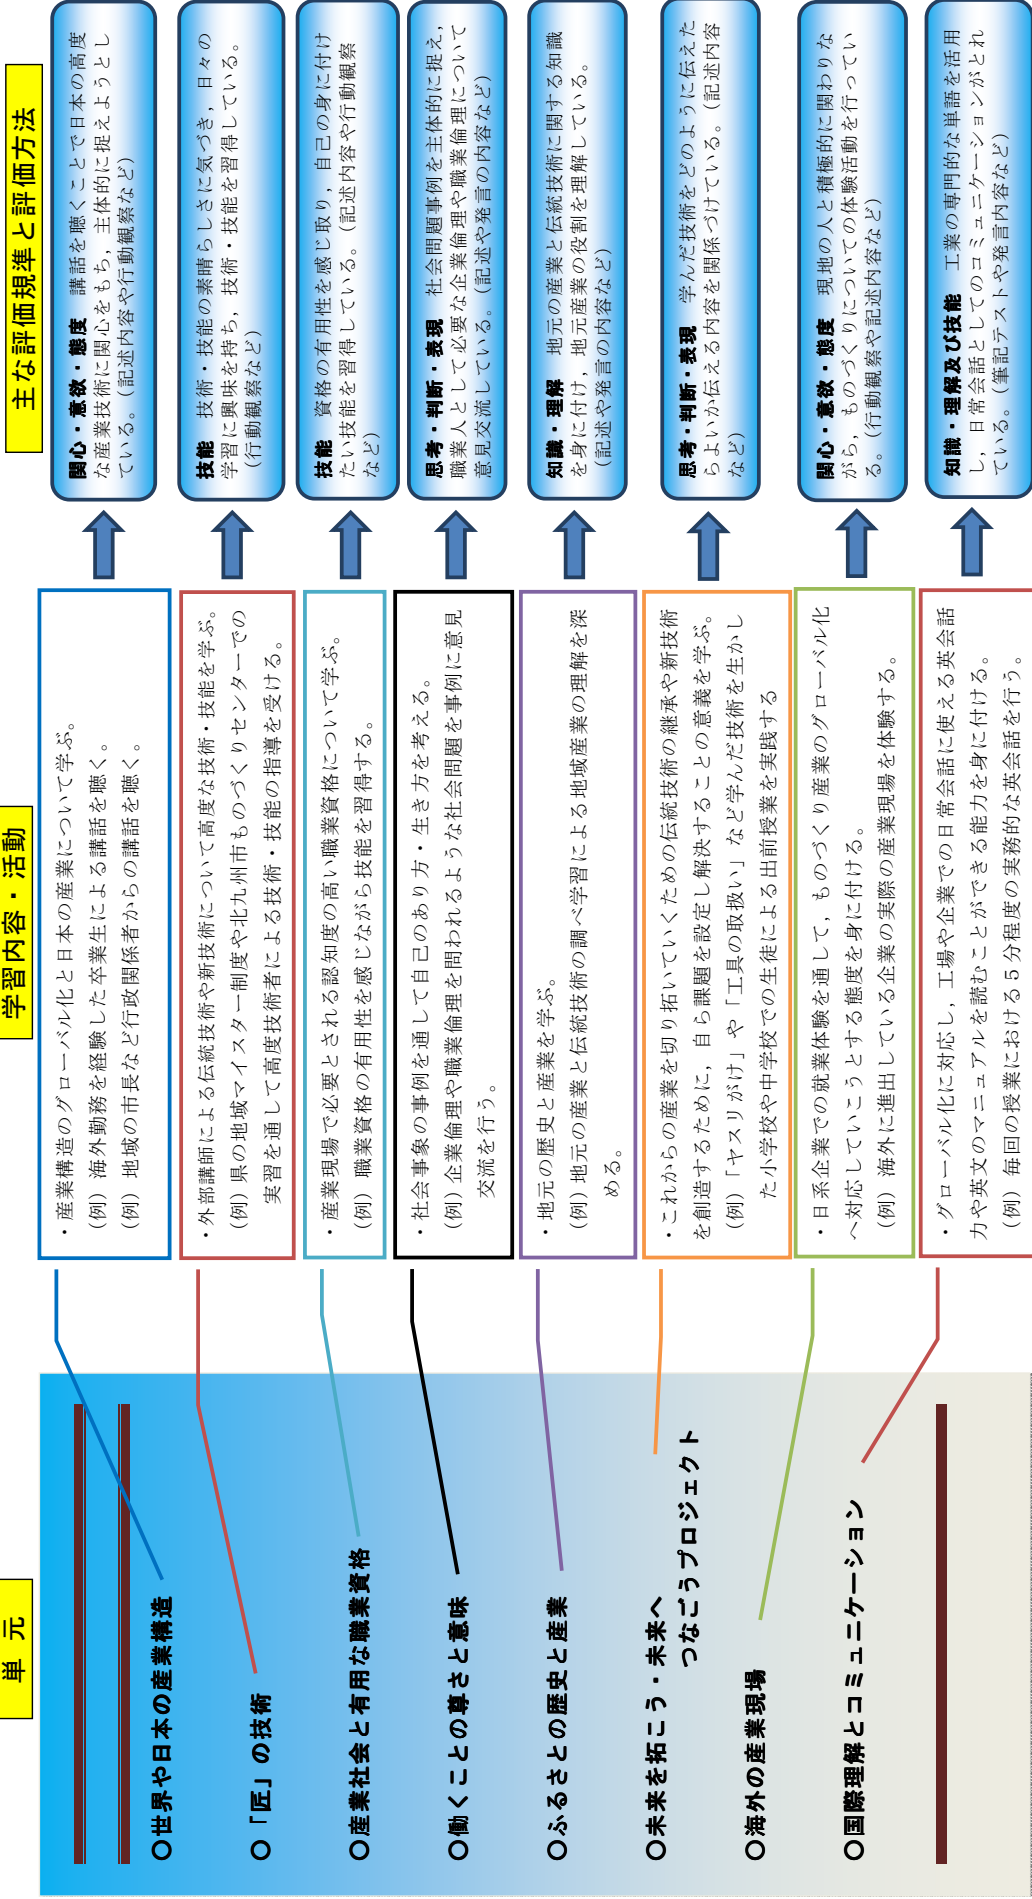 単 元
〇世界や日本の産業構造
〇「匠」の技術
〇産業社会と有用な職業資格
〇働くことの尊さと意味
〇ふるさとの歴史と産業
〇未来を拓こう・未来へ
つなごうプロジェクト
〇海外の産業現場
〇国際理解とコミュニケーション
学習内容・活動
・産業構造のグローバル化と日本の産業について学ぶ。
(例) 海外勤務を経験した卒業生による講話を聴く。
(例) 地域の市長など行政関係者からの講話を聴く。
・外部講師による伝統技術や新技術について高度な技術・技能を学ぶ。
(例) 県の地域マイスター制度や北九州市ものづくりセンターでの
実習を通して高度技術者による技術・技能の指導を受ける。
・産業現場で必要とされる認知度の高い職業資格について学ぶ。
(例) 職業資格の有用性を感じながら技能を習得する。
・社会事象の事例を通して自己のあり方・生き方を考える。
(例) 企業倫理や職業倫理を問われるような社会問題を事例に意見
交流を行う。
・地元の歴史と産業を学ぶ。
(例) 地元の産業と伝統技術の調べ学習による地域産業の理解を深
める。
・これからの産業を切り拓いていくための伝統技術の継承や新技術
を創造するために，自ら課題を設定し解決することの意義を学ぶ。
(例) 「ヤスリがけ」や「工具の取扱い」など学んだ技術を生かし
た小学校や中学校での生徒による出前授業を実践する
・日系企業での就業体験を通して，ものづくり産業のグローバル化
へ対応していこうとする態度を身に付ける。
(例) 海外に進出している企業の実際の産業現場を体験する。
・グローバル化に対応し，工場や企業での日常会話に使える英会話
力や英文のマニュアルを読むことができる能力を身に付ける。
(例) 毎回の授業における５分程度の実務的な英会話を行う。
主な評価規準と評価方法
関心・意欲・態度 講話を聴くことで日本の高度
な産業技術に関心をもち，主体的に捉えようとし
ている。（記述内容や行動観察など）
技能 技術・技能の素晴らしさに気づき，日々の
学習に興味を持ち，技術・技能を習得している。
（行動観察など）
技能 資格の有用性を感じ取り，自己の身に付け
たい技能を習得している。（記述内容や行動観察
など）
思考・判断・表現 社会問題事例を主体的に捉え，
職業人として必要な企業倫理や職業倫理について
意見交流している。（記述や発言の内容など）
知識・理解 地元の産業と伝統技術に関する知識
を身に付け，地元産業の役割を理解している。
（記述や発言の内容など）
思考・判断・表現 学んだ技術をどのように伝えた
らよいか伝える内容を関係づけている。（記述内容
など）
関心・意欲・態度 現地の人と積極的に関わりな
がら，ものづくりについての体験活動を行ってい
る。（行動観察や記述内容など）
知識・理解及び技能 工業の専門的な単語を活用
し，日常会話としてのコミュニケーションがとれ
ている。（筆記テストや発言内容など）